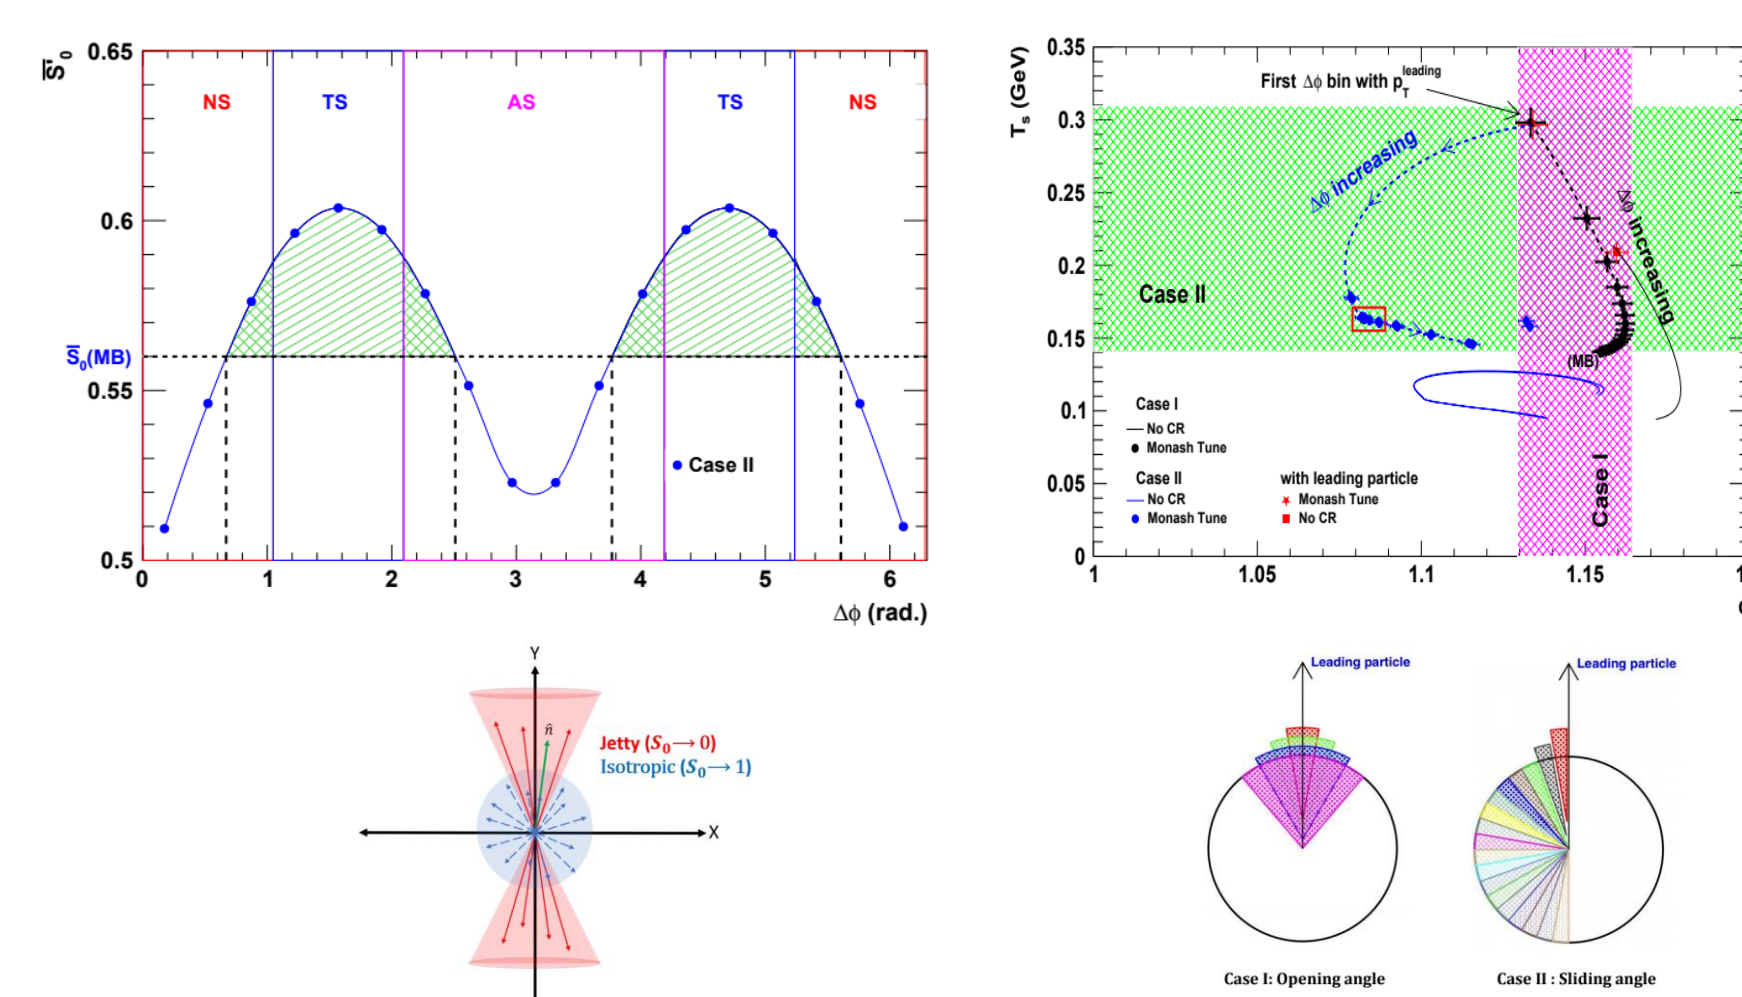 S̅'₀
0.65
0.6
S̅₀(MB)
0.55
0.5
NS
TS
AS
TS
NS
Case II
0 1 2 3 4 5 6
Δϕ (rad.)
Tₛ (GeV)
0.35
0.3
0.25
0.2
0.15
0.1
0.05
0
First Δϕ bin with p_T^leading
Δϕ increasing
Δϕ increasing
Case II
(MB)
Case I
Case I
No CR
Monash Tune
Case II
No CR
Monash Tune
with leading particle
Monash Tune
No CR
1 1.05 1.1 1.15
Y
n̂
X
Jetty (S₀→ 0)
Isotropic (S₀→ 1)
Leading particle
Leading particle
Case I: Opening angle
Case II : Sliding angle